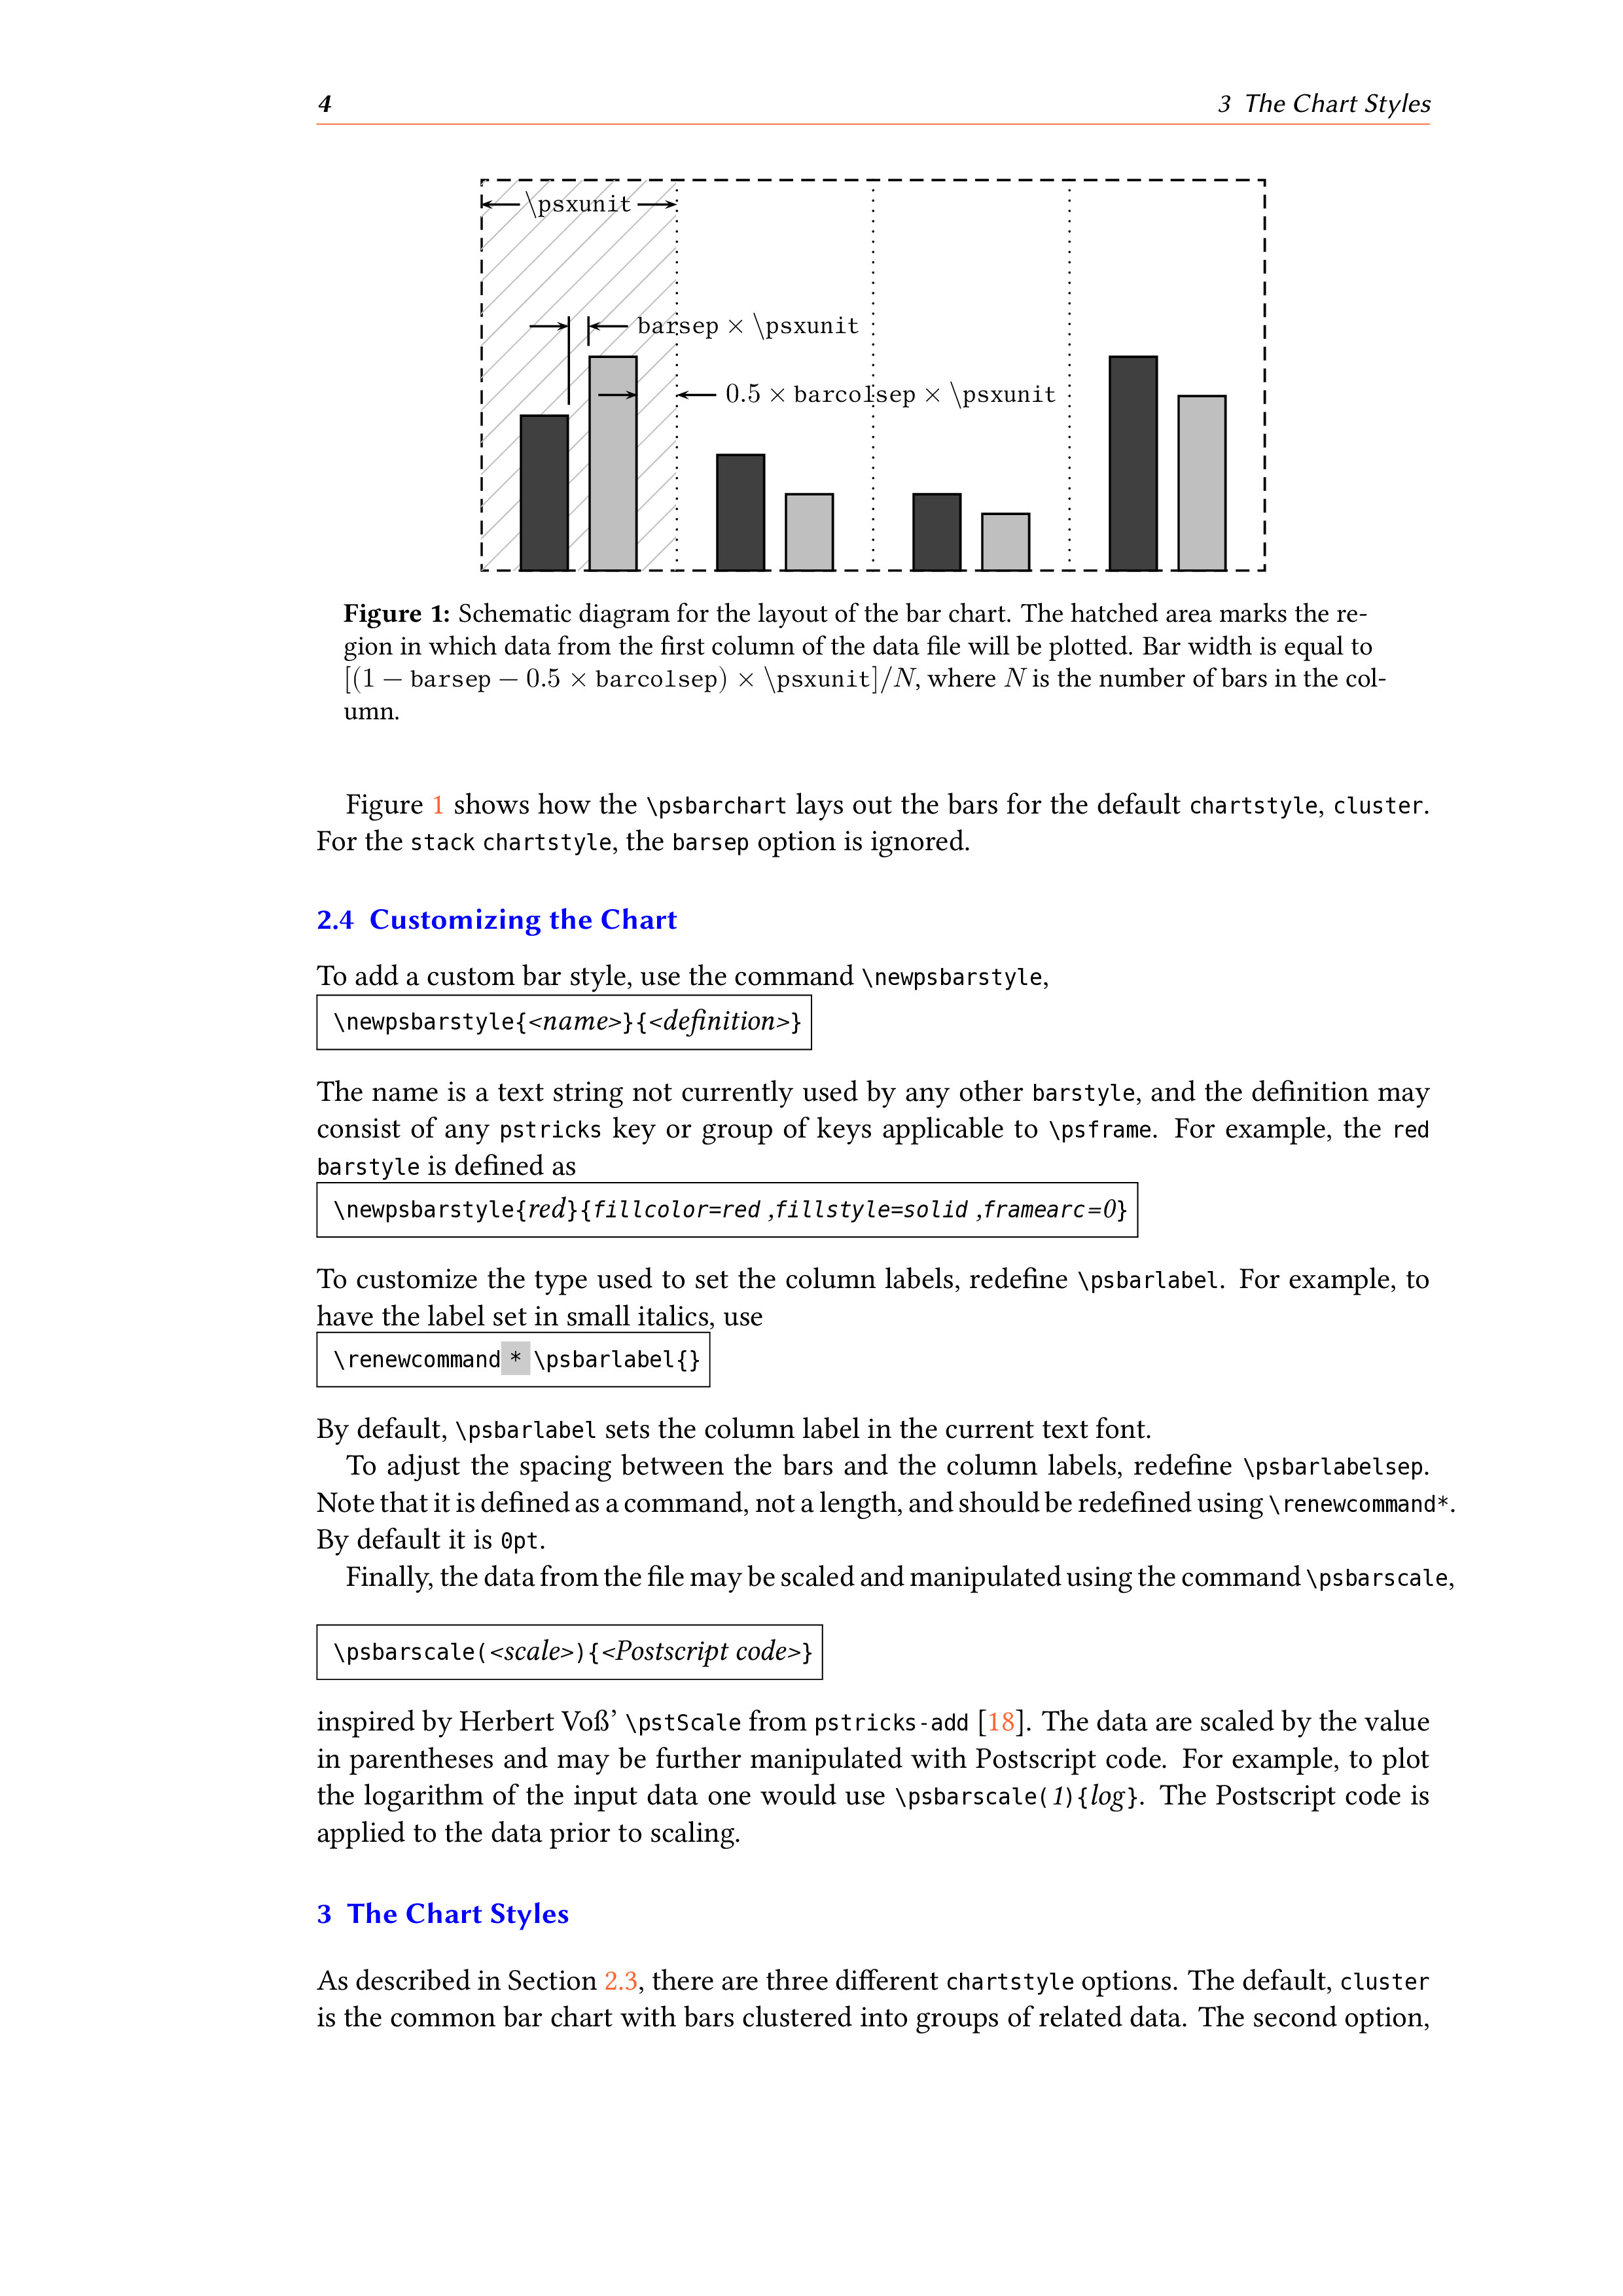 4 3 The Chart Styles
\psxunit
barsep × \psxunit
0.5 × barcolsep × \psxunit
Figure 1: Schematic diagram for the layout of the bar chart. The hatched area marks the re-
gion in which data from the first column of the data file will be plotted. Bar width is equal to
[(1 − barsep − 0.5 × barcolsep) × \psxunit]/N, where N is the number of bars in the col-
umn.
Figure 1 shows how the \psbarchart lays out the bars for the default chartstyle, cluster.
For the stack chartstyle, the barsep option is ignored.
2.4 Customizing the Chart
To add a custom bar style, use the command \newpsbarstyle,
\newpsbarstyle{<name>}{<definition>}
The name is a text string not currently used by any other barstyle, and the definition may
consist of any pstricks key or group of keys applicable to \psframe. For example, the red
barstyle is defined as
\newpsbarstyle{red}{fillcolor=red ,fillstyle=solid ,framearc=0}
To customize the type used to set the column labels, redefine \psbarlabel. For example, to
have the label set in small italics, use
\renewcommand * \psbarlabel{}
By default, \psbarlabel sets the column label in the current text font.
To adjust the spacing between the bars and the column labels, redefine \psbarlabelsep.
Note that it is defined as a command, not a length, and should be redefined using \renewcommand*.
By default it is 0pt.
Finally, the data from the file may be scaled and manipulated using the command \psbarscale,
\psbarscale(<scale>){<Postscript code>}
inspired by Herbert Voß’ \pstScale from pstricks-add [18]. The data are scaled by the value
in parentheses and may be further manipulated with Postscript code. For example, to plot
the logarithm of the input data one would use \psbarscale(1){log}. The Postscript code is
applied to the data prior to scaling.
3 The Chart Styles
As described in Section 2.3, there are three different chartstyle options. The default, cluster
is the common bar chart with bars clustered into groups of related data. The second option,